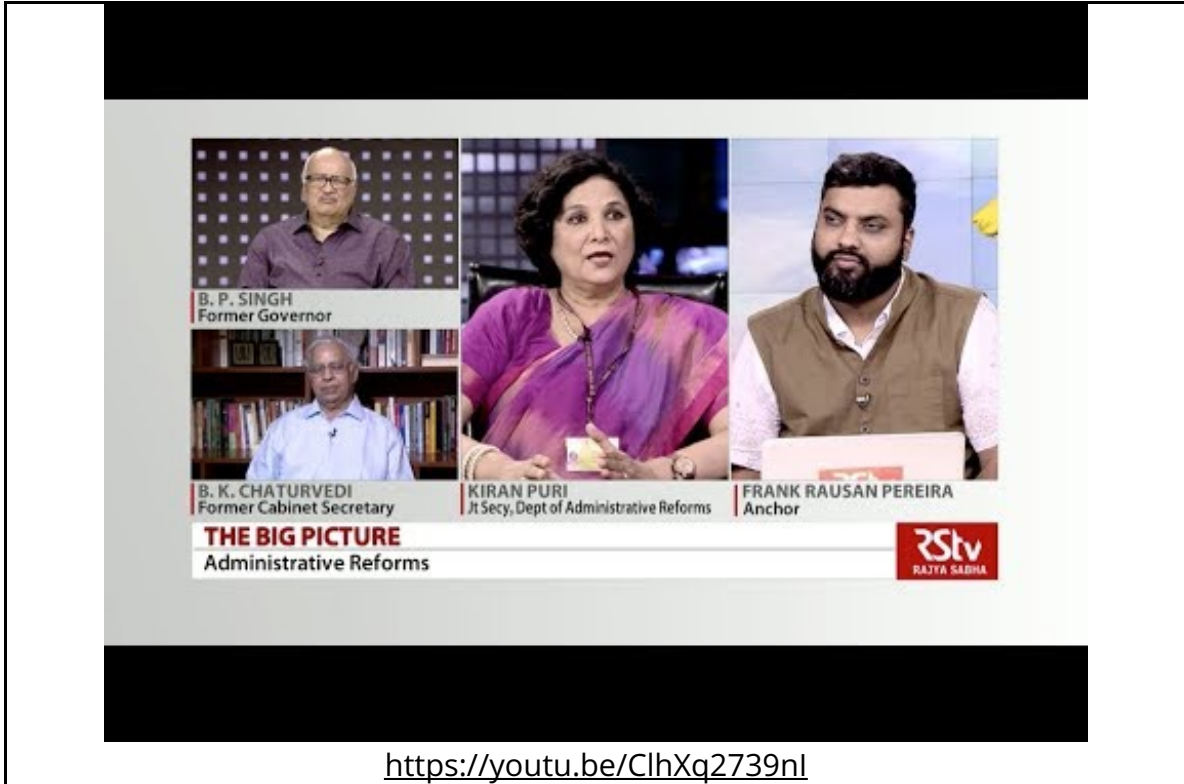 B. P. SINGH
Former Governor
B. K. CHATURVEDI
Former Cabinet Secretary
KIRAN PURI
Jt Secy, Dept of Administrative Reforms
FRANK RAUSAN PEREIRA
Anchor
THE BIG PICTURE
Administrative Reforms
RStv
RAJYA SABHA
https://youtu.be/ClhXq2739nI